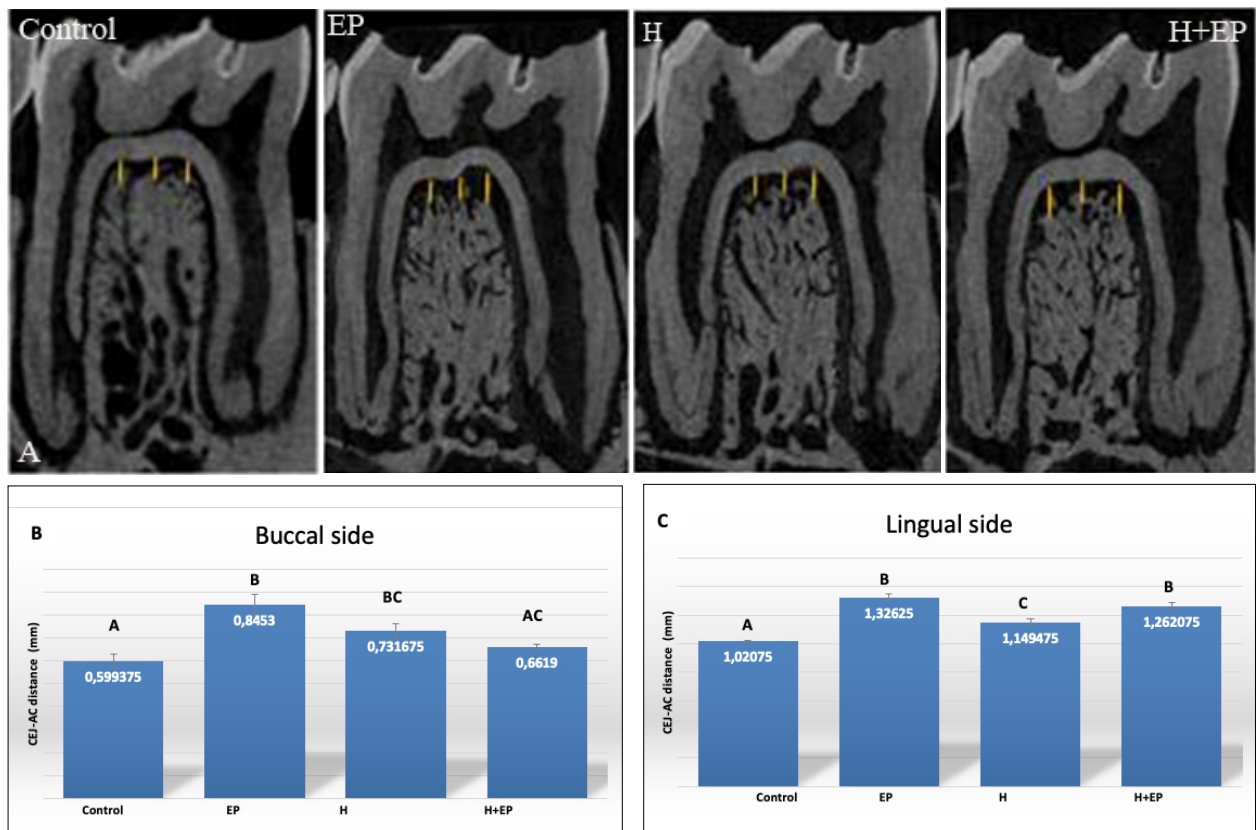 Control
EP
H
H+EP
A
B
Buccal side
CEJ-AC distance (mm)
A
B
BC
AC
0,599375
0,8453
0,731675
0,6619
Control
EP
H
H+EP
C
Lingual side
CEJ-AC distance (mm)
A
B
C
B
1,02075
1,32625
1,149475
1,262075
Control
EP
H
H+EP